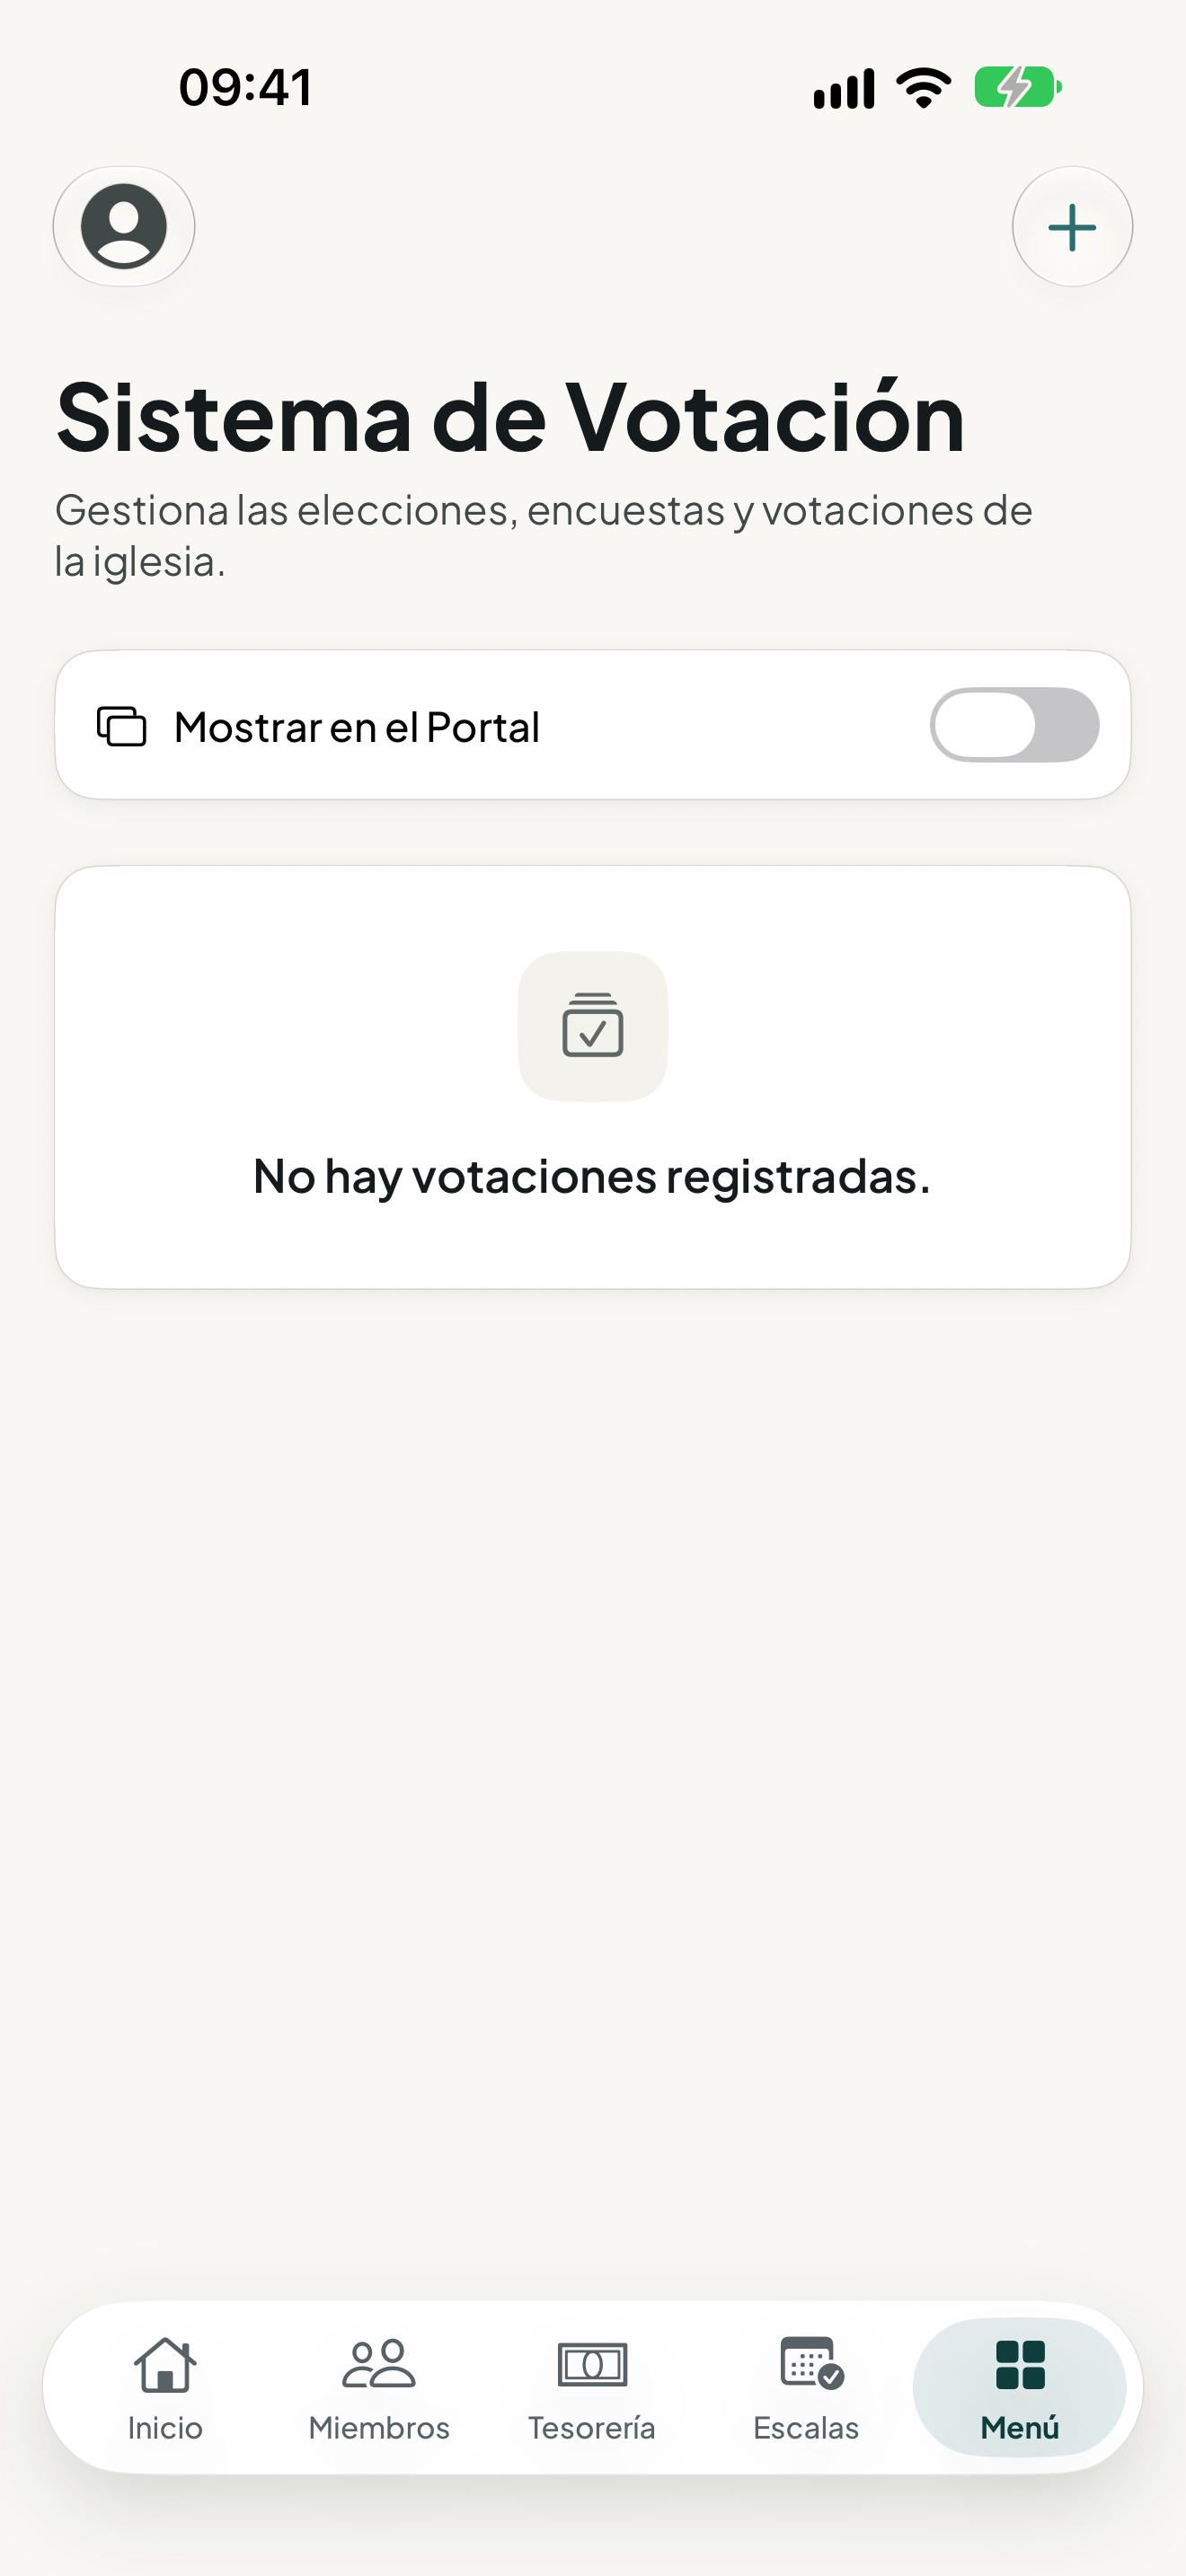 09:41
Sistema de Votación
Gestiona las elecciones, encuestas y votaciones de
la iglesia.
Mostrar en el Portal
No hay votaciones registradas.
Inicio
Miembros
Tesorería
Escalas
Menú